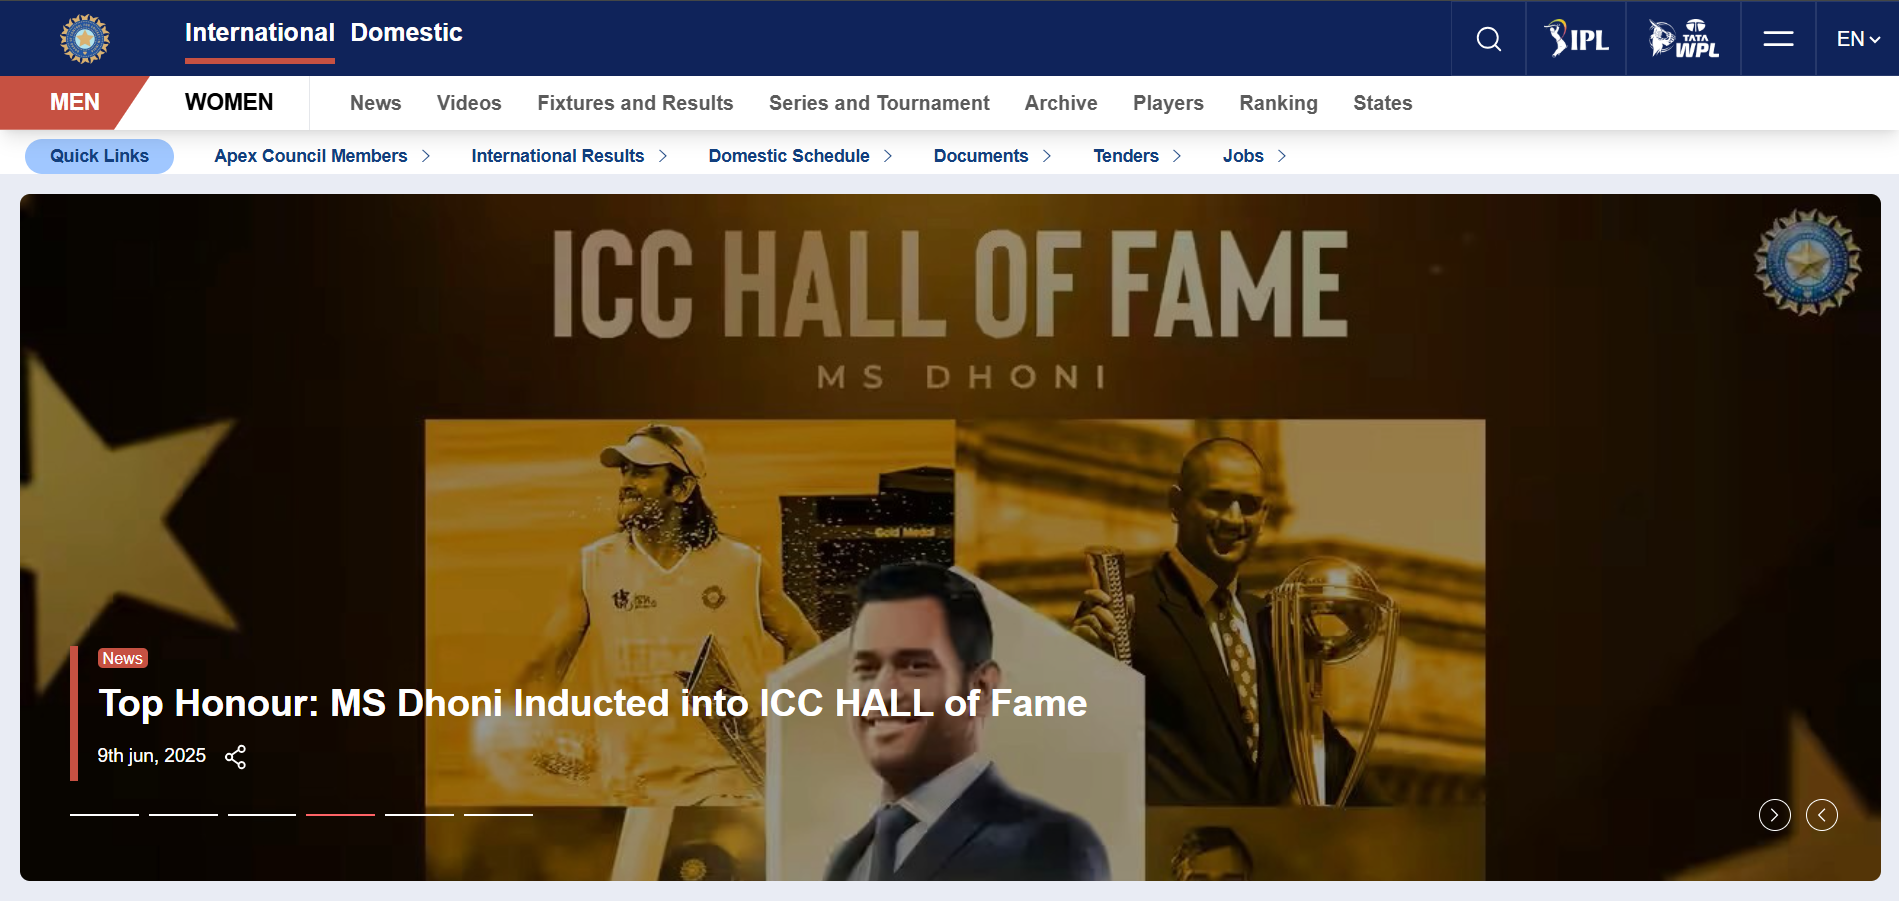 International Domestic
IPL
TATA
WPL
EN
MEN WOMEN News Videos Fixtures and Results Series and Tournament Archive Players Ranking States
Quick Links Apex Council Members International Results Domestic Schedule Documents Tenders Jobs
ICC HALL OF FAME
MS DHONI
Gold Medal
News
Top Honour: MS Dhoni Inducted into ICC HALL of Fame
9th jun, 2025